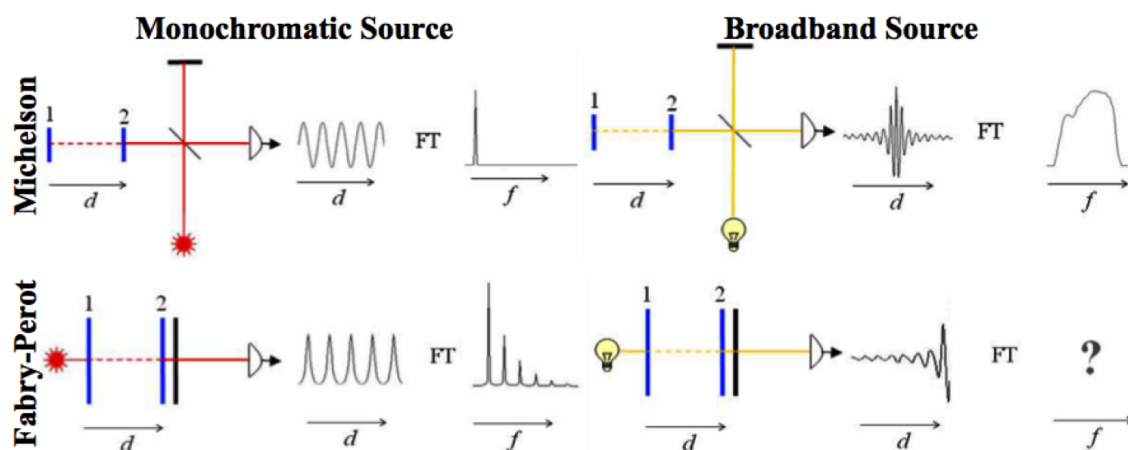 Monochromatic Source
Broadband Source
Michelson
1
2
d
d
FT
f
1
2
d
d
FT
f
Fabry-Perot
1
2
d
d
FT
f
1
2
d
d
FT
?
f